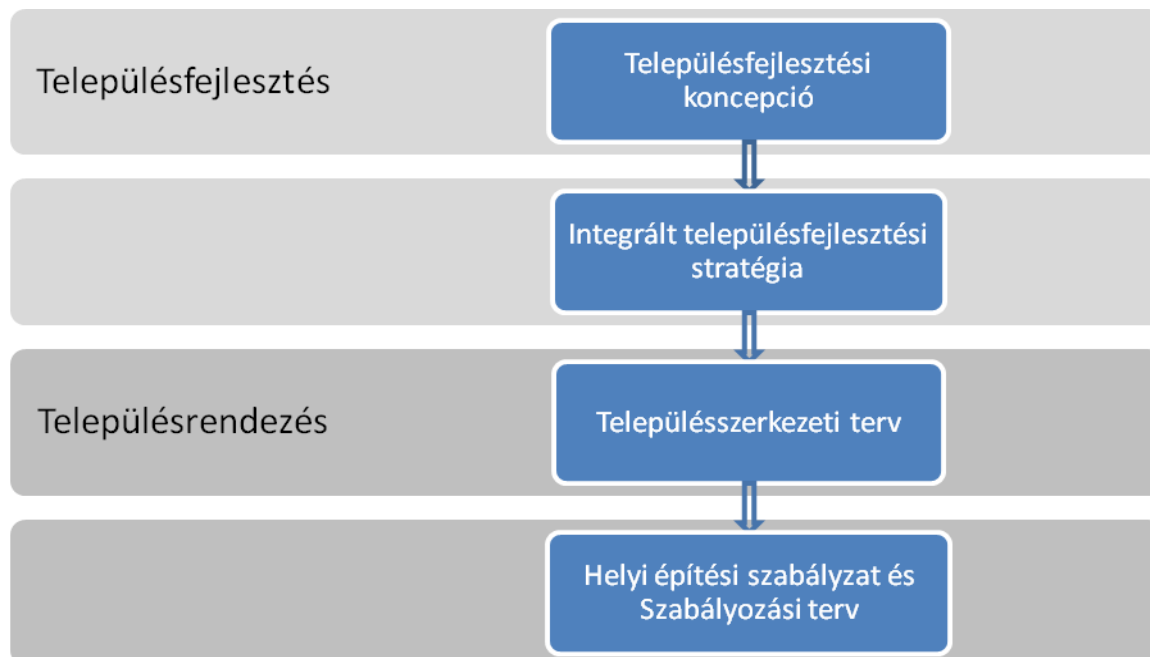 Településfejlesztés
Településfejlesztési
koncepció
Integrált településfejlesztési
stratégia
Településrendezés
Településszerkezeti terv
Helyi építési szabályzat és
Szabályozási terv